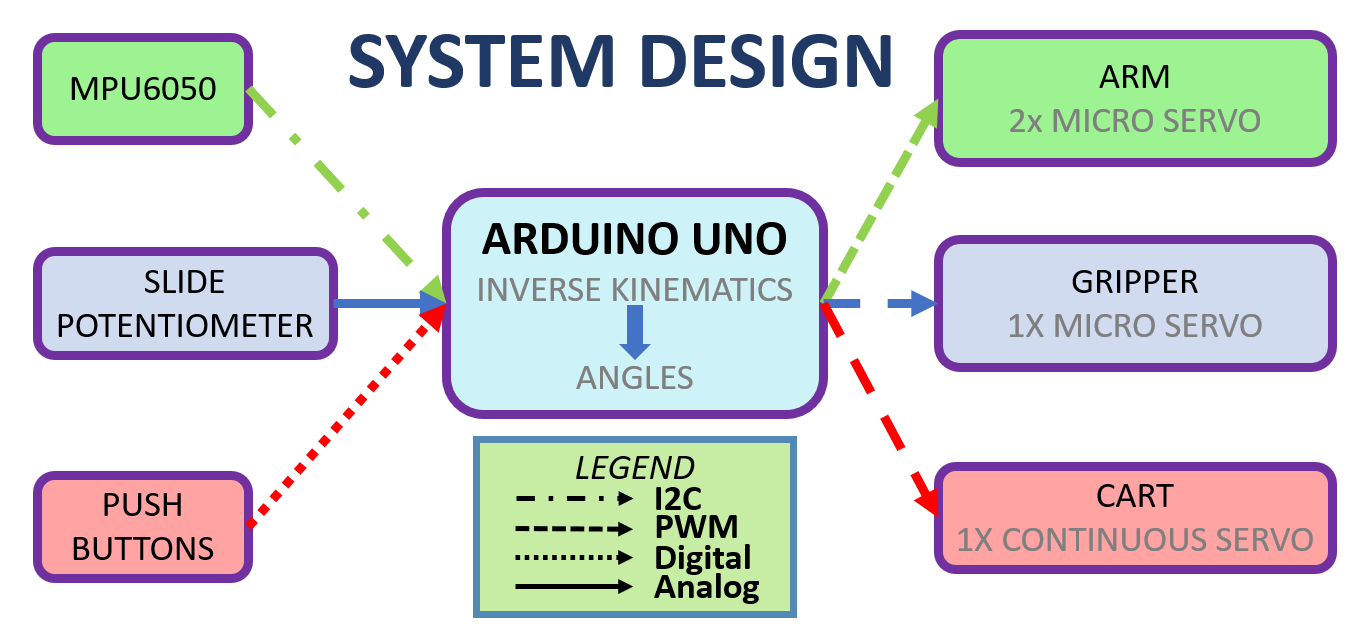 SYSTEM DESIGN
MPU6050
SLIDE
POTENTIOMETER
PUSH
BUTTONS
ARDUINO UNO
INVERSE KINEMATICS
ANGLES
LEGEND
I2C
PWM
Digital
Analog
ARM
2x MICRO SERVO
GRIPPER
1X MICRO SERVO
CART
1X CONTINUOUS SERVO